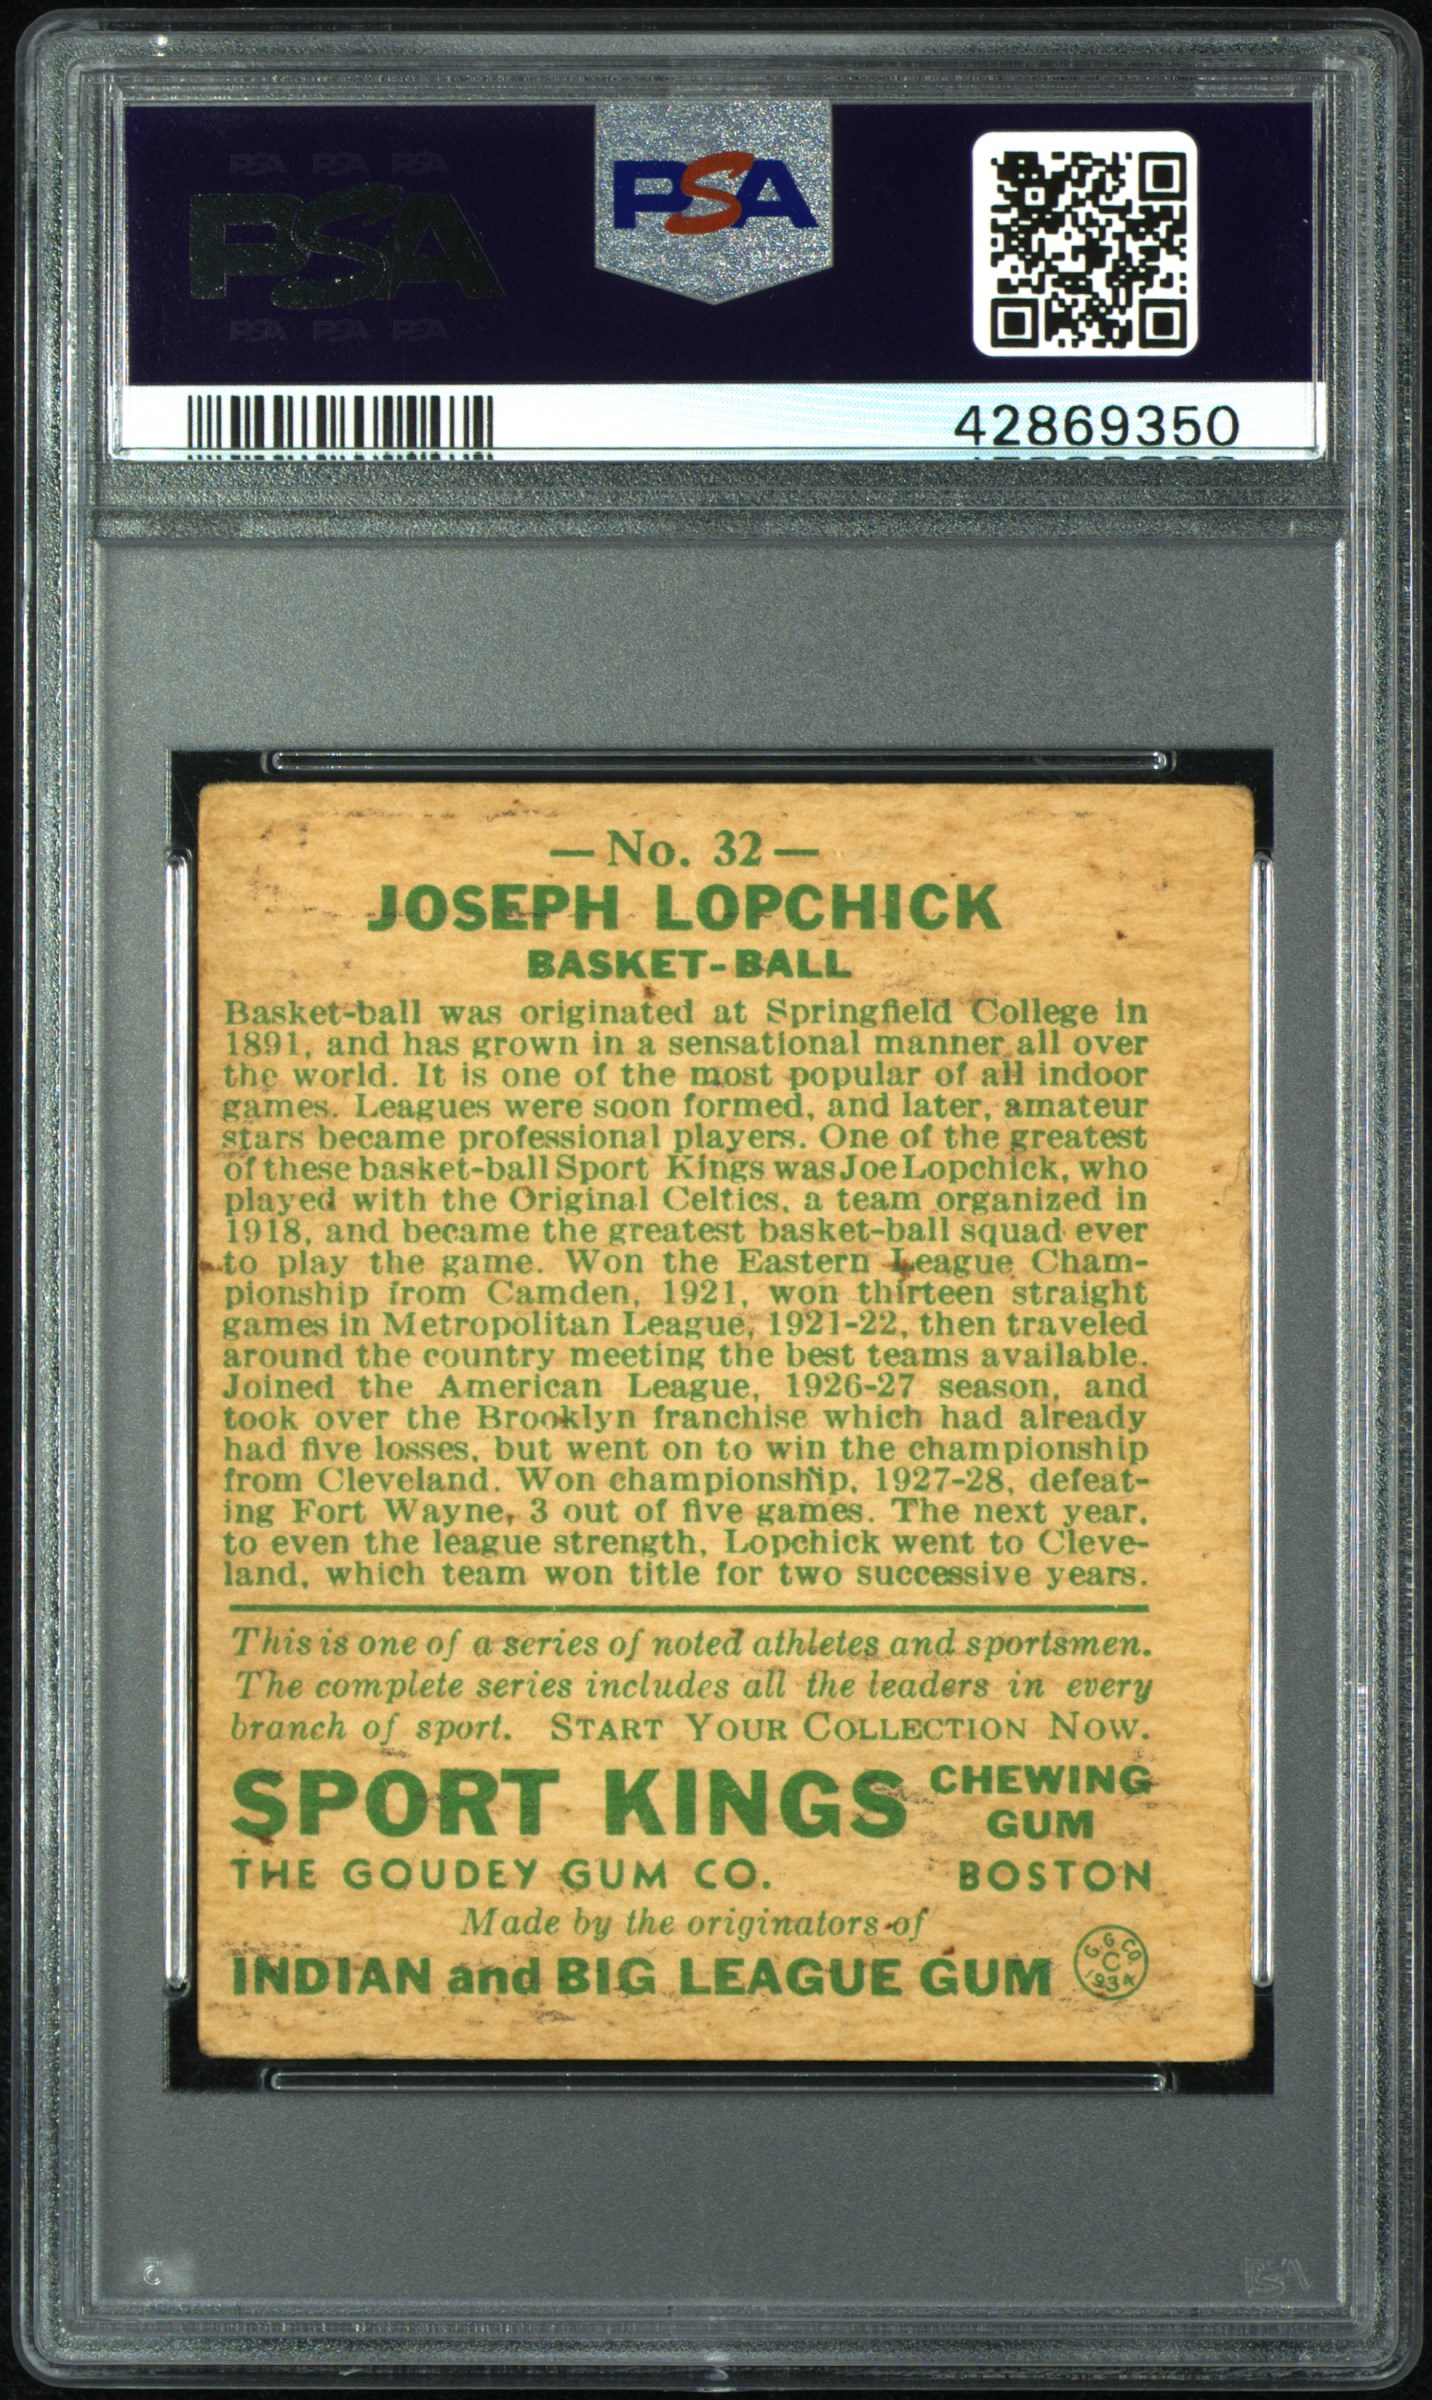 PSA PSA PSA
PSA
PSA PSA PSA
PSA
42869350
— No. 32 —
JOSEPH LOPCHICK
BASKET-BALL
Basket-ball was originated at Springfield College in
1891, and has grown in a sensational manner all over
the world. It is one of the most popular of all indoor
games. Leagues were soon formed, and later, amateur
stars became professional players. One of the greatest
of these basket-ball Sport Kings was Joe Lopchick, who
played with the Original Celtics, a team organized in
1918, and became the greatest basket-ball squad ever
to play the game. Won the Eastern League Cham-
pionship from Camden, 1921, won thirteen straight
games in Metropolitan League, 1921-22, then traveled
around the country meeting the best teams available.
Joined the American League, 1926-27 season, and
took over the Brooklyn franchise which had already
had five losses, but went on to win the championship
from Cleveland. Won championship, 1927-28, defeat-
ing Fort Wayne, 3 out of five games. The next year,
to even the league strength, Lopchick went to Cleve-
land, which team won title for two successive years.
This is one of a series of noted athletes and sportsmen.
The complete series includes all the leaders in every
branch of sport. START YOUR COLLECTION NOW.
SPORT KINGS CHEWING GUM
THE GOUDEY GUM CO. BOSTON
Made by the originators of
INDIAN and BIG LEAGUE GUM
G. G. CO.
C
1934
PSA